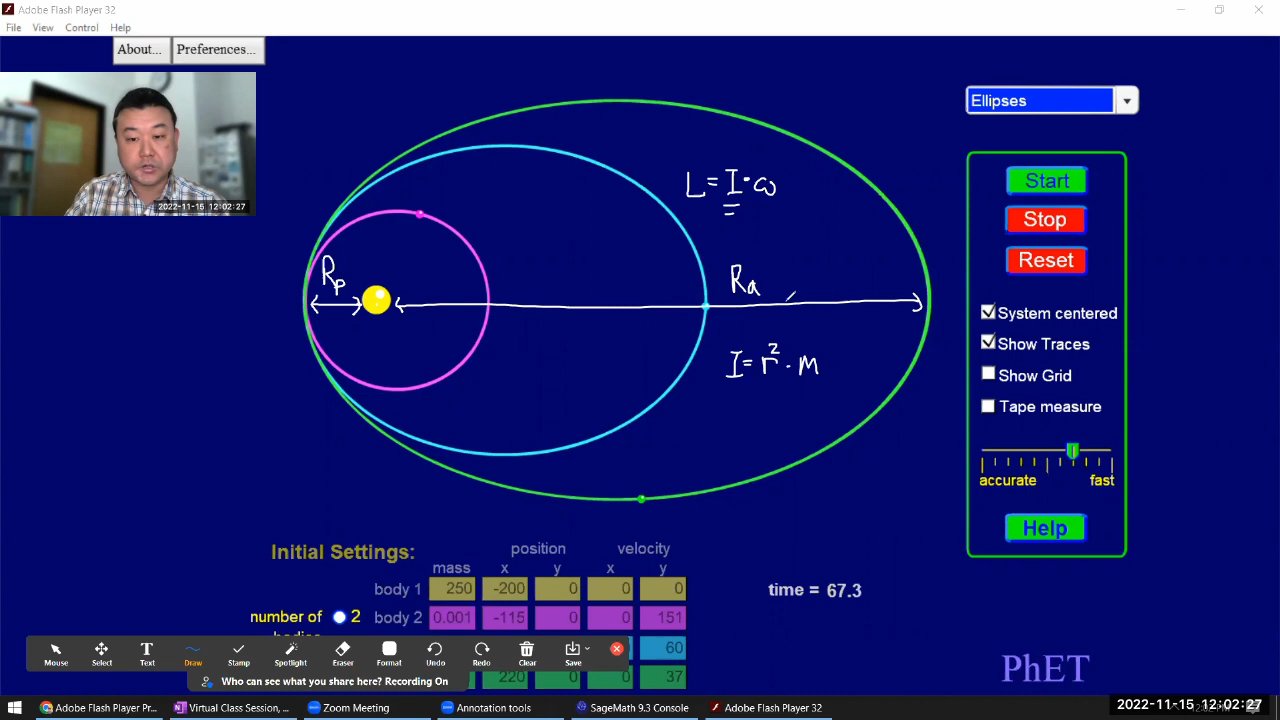 Adobe Flash Player 32
File View Control Help
About... Preferences...
2022-11-15 12:02:27
Ellipses
Start
Stop
Reset
System centered
Show Traces
Show Grid
Tape measure
accurate fast
Help
L = I · ω
Rp
Ra
I = r² · m
Initial Settings:
position velocity
mass x y x y
body 1 250 -200 0 0 0
number of 2 body 2 0.001 -115 0 0 151
60
220 0 0 37
time = 67.3
PhET
Mouse Select Text Draw Stamp Spotlight Eraser Format Undo Redo Clear Save
Who can see what you share here? Recording On
Adobe Flash Player Pr... Virtual Class Session, ... Zoom Meeting Annotation tools SageMath 9.3 Console Adobe Flash Player 32
2022-11-15 12:02:27